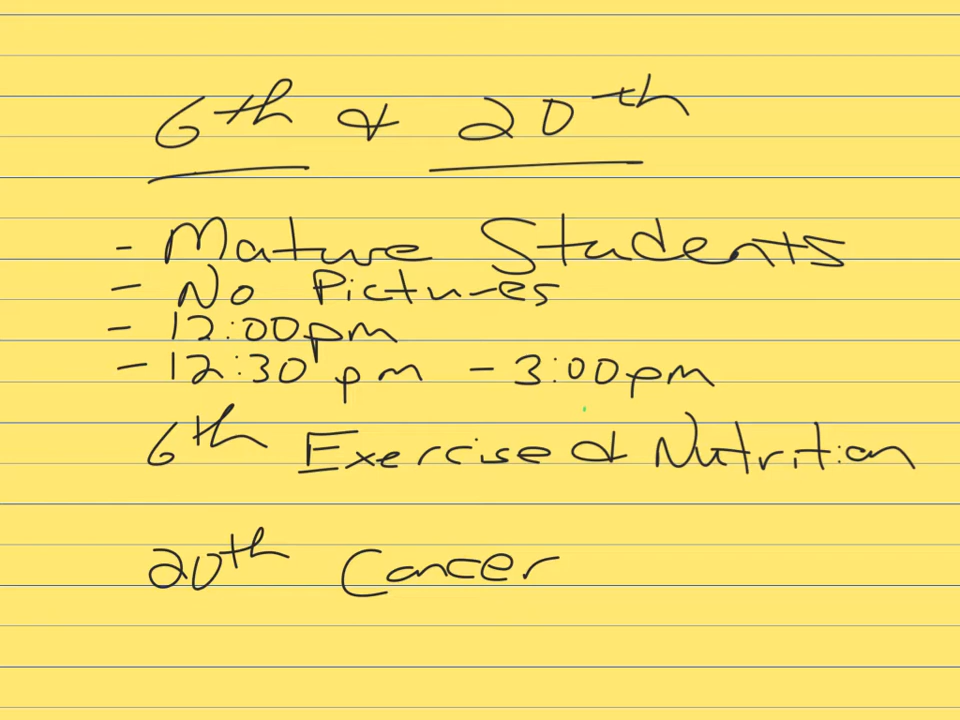 6th & 20th
- Mature Students
- No Pictures
- 12:00pm
- 12:30 pm - 3:00pm
6th Exercise & Nutrition
20th Cancer